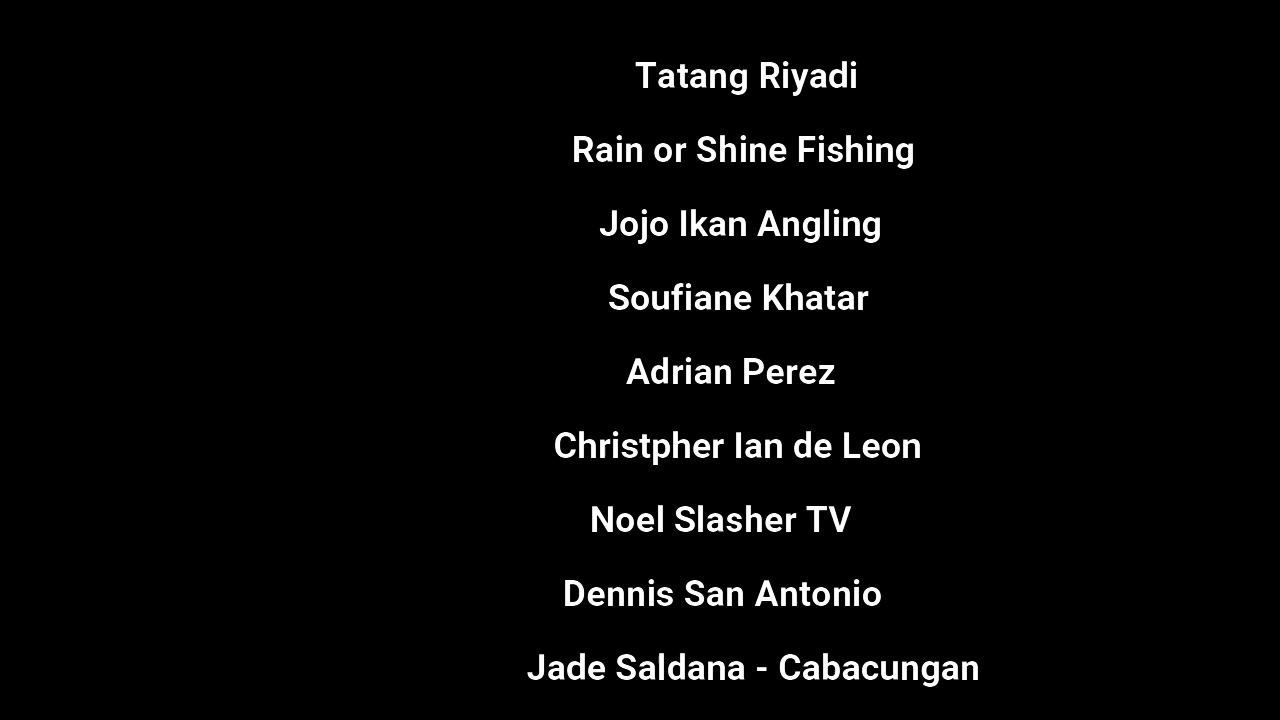 Tatang Riyadi
Rain or Shine Fishing
Jojo Ikan Angling
Soufiane Khatar
Adrian Perez
Christpher Ian de Leon
Noel Slasher TV
Dennis San Antonio
Jade Saldana - Cabacungan